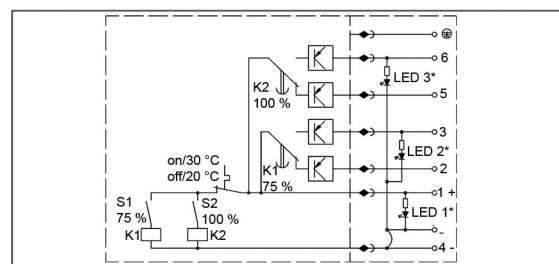 6
LED 3*
K2
100 %
5
3
on/30 °C
LED 2*
off/20 °C
K1
75 %
2
1 +
S1
75 %
S2
100 %
LED 1*
K1
K2
-
4 -